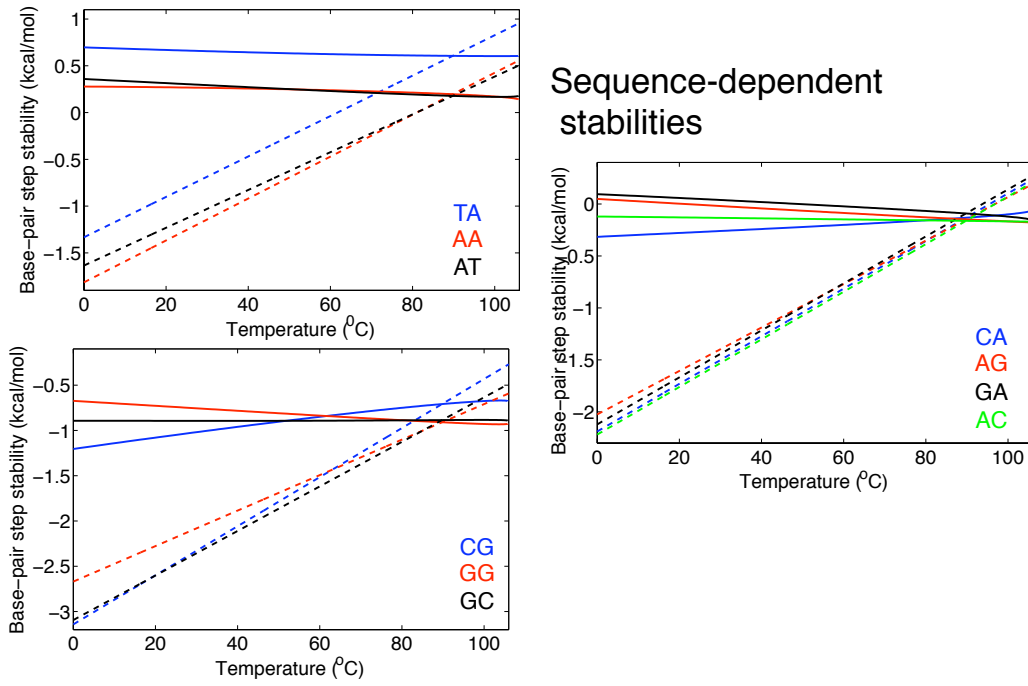 Base-pair step stability (kcal/mol)
1
0.5
0
-0.5
-1
-1.5
TA
AA
AT
0
20
40
60
80
100
Temperature (⁰C)
Sequence-dependent
stabilities
Base-pair step stability (kcal/mol)
0
-0.5
-1
-1.5
-2
CA
AG
GA
AC
0
20
40
60
80
100
Temperature (⁰C)
Base-pair step stability (kcal/mol)
-0.5
-1
-1.5
-2
-2.5
-3
CG
GG
GC
0
20
40
60
80
100
Temperature (⁰C)